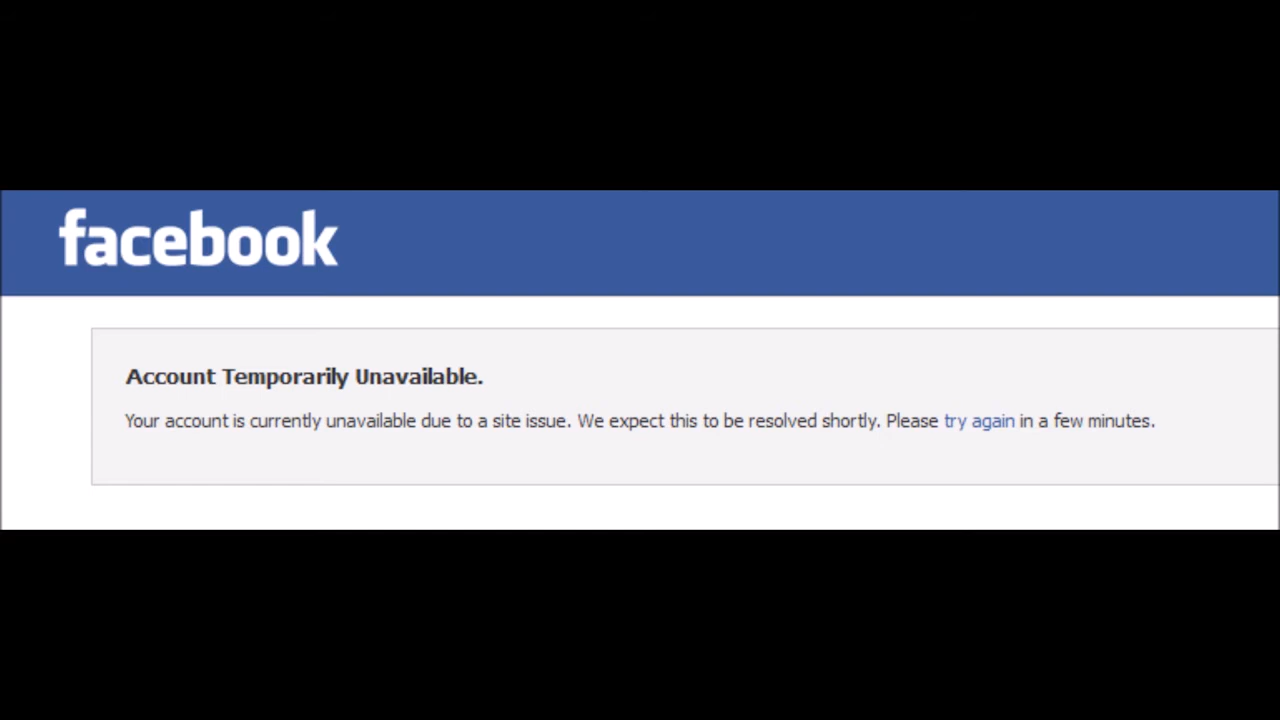 facebook
Account Temporarily Unavailable.
Your account is currently unavailable due to a site issue. We expect this to be resolved shortly. Please try again in a few minutes.